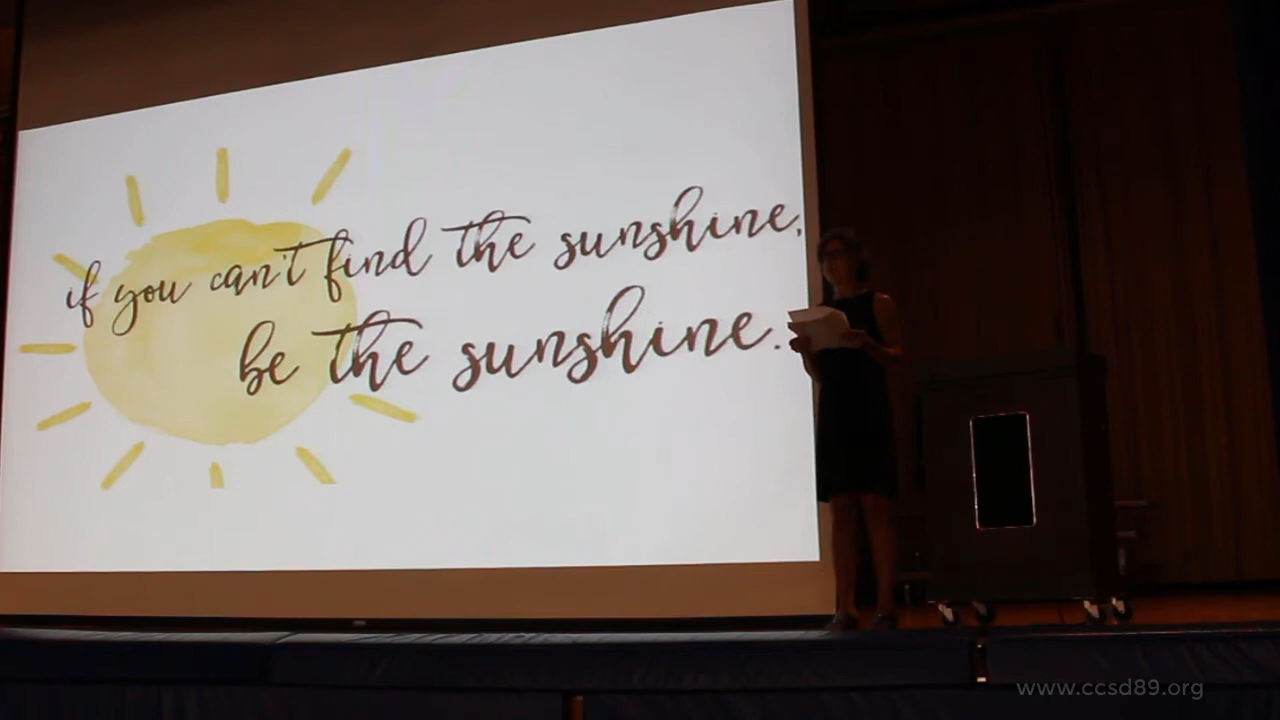 if you can't find the sunshine,
be the sunshine.
www.ccsd89.org